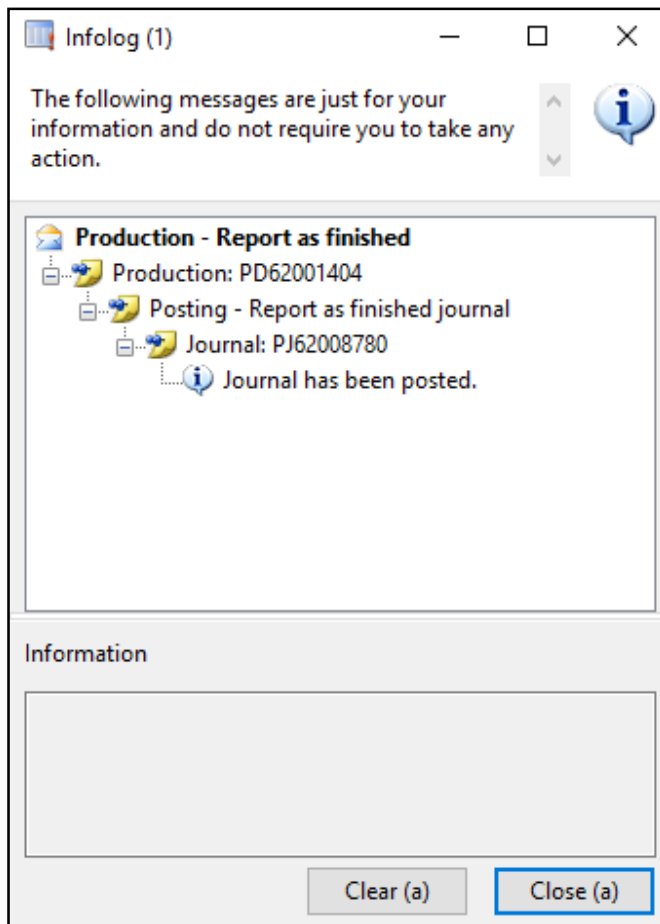 Infolog (1)
The following messages are just for your
information and do not require you to take any
action.
Production - Report as finished
Production: PD62001404
Posting - Report as finished journal
Journal: PJ62008780
Journal has been posted.
Information
Clear (a)
Close (a)